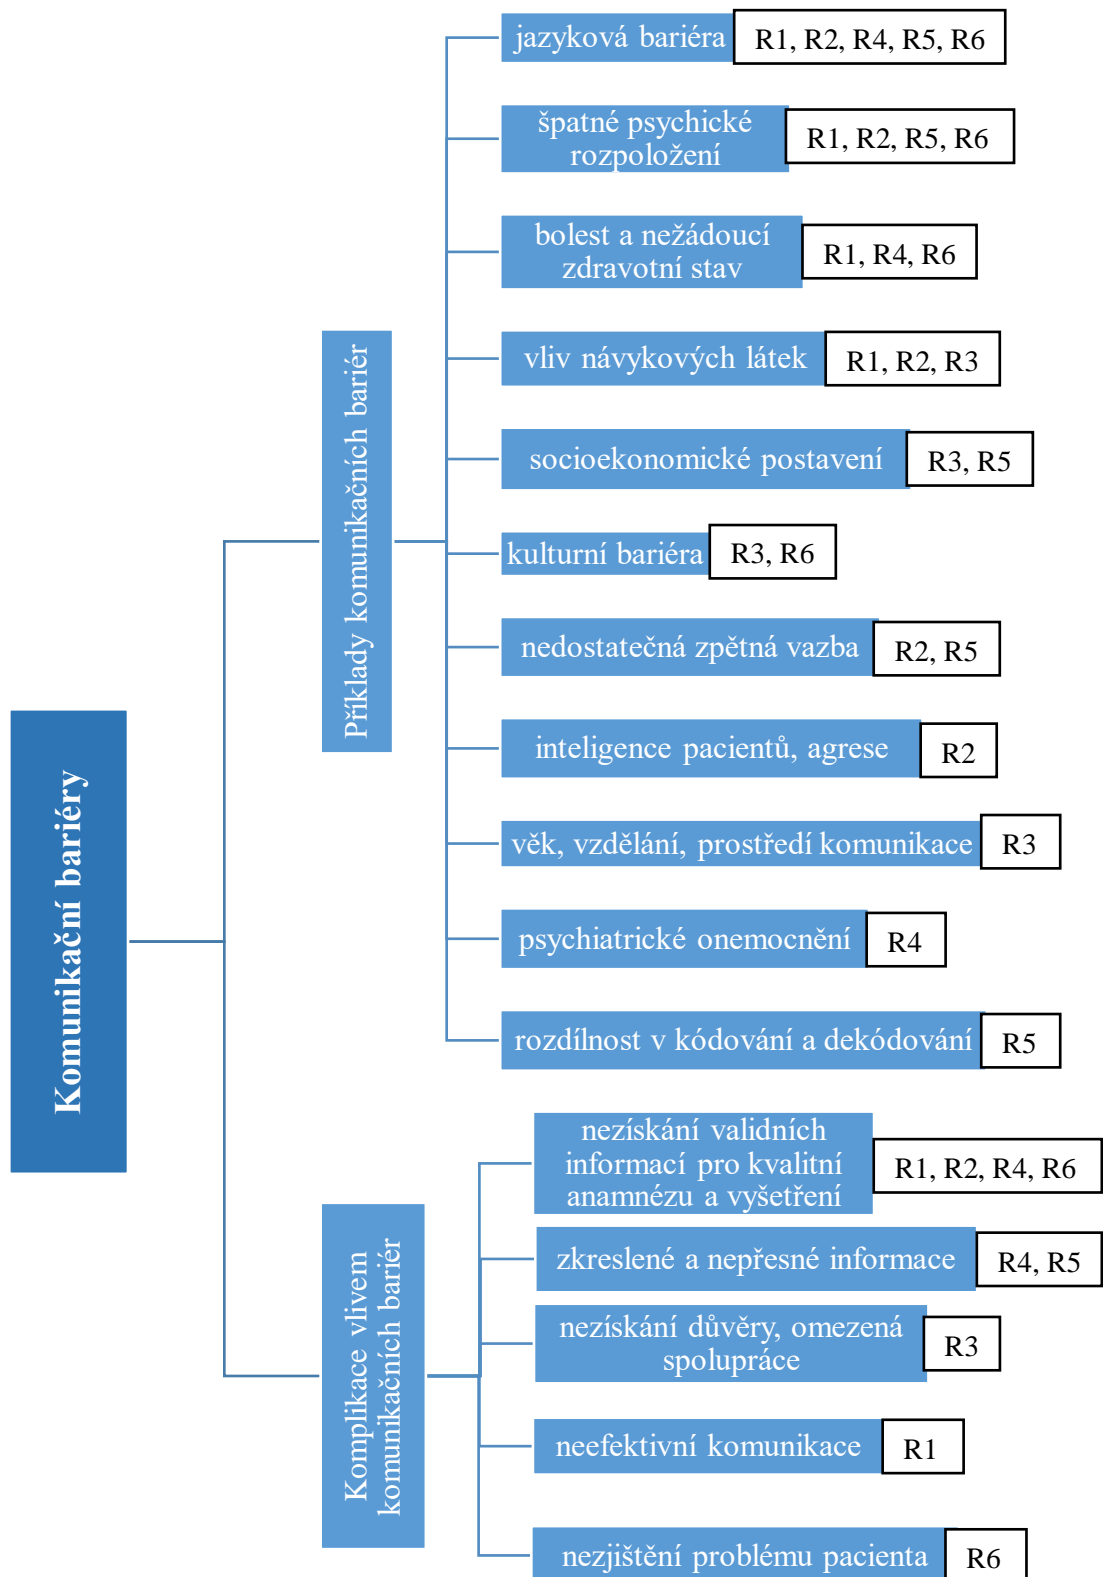 Komunikační bariéry
Příklady komunikačních bariér
jazyková bariéra
R1, R2, R4, R5, R6
špatné psychické
rozpoložení
R1, R2, R5, R6
bolest a nežádoucí
zdravotní stav
R1, R4, R6
vliv návykových látek
R1, R2, R3
socioekonomické postavení
R3, R5
kulturní bariéra
R3, R6
nedostatečná zpětná vazba
R2, R5
inteligence pacientů, agrese
R2
věk, vzdělání, prostředí komunikace
R3
psychiatrické onemocnění
R4
rozdílnost v kódování a dekódování
R5
Komplikace vlivem
komunikačních bariér
nezískání validních
informací pro kvalitní
anamnézu a vyšetření
R1, R2, R4, R6
zkreslené a nepřesné informace
R4, R5
nezískání důvěry, omezená
spolupráce
R3
neefektivní komunikace
R1
nezjištění problému pacienta
R6